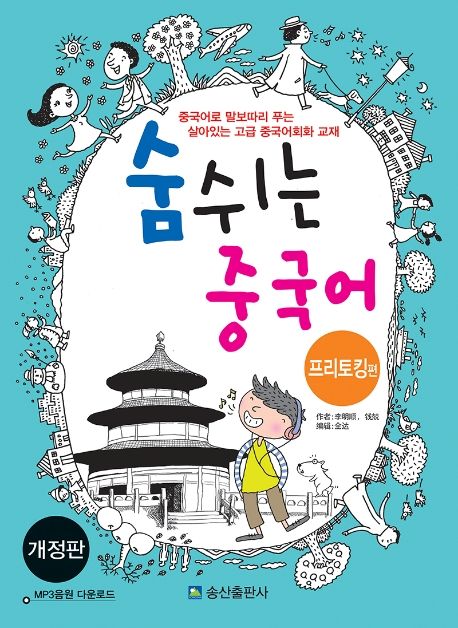 중국어로 말보따리 푸는
살아있는 고급 중국어회화 교재
숨쉬는
중국어
프리토킹편
作者:李明顺, 钱兢
编辑:金达
개정판
MP3음원 다운로드
송산출판사